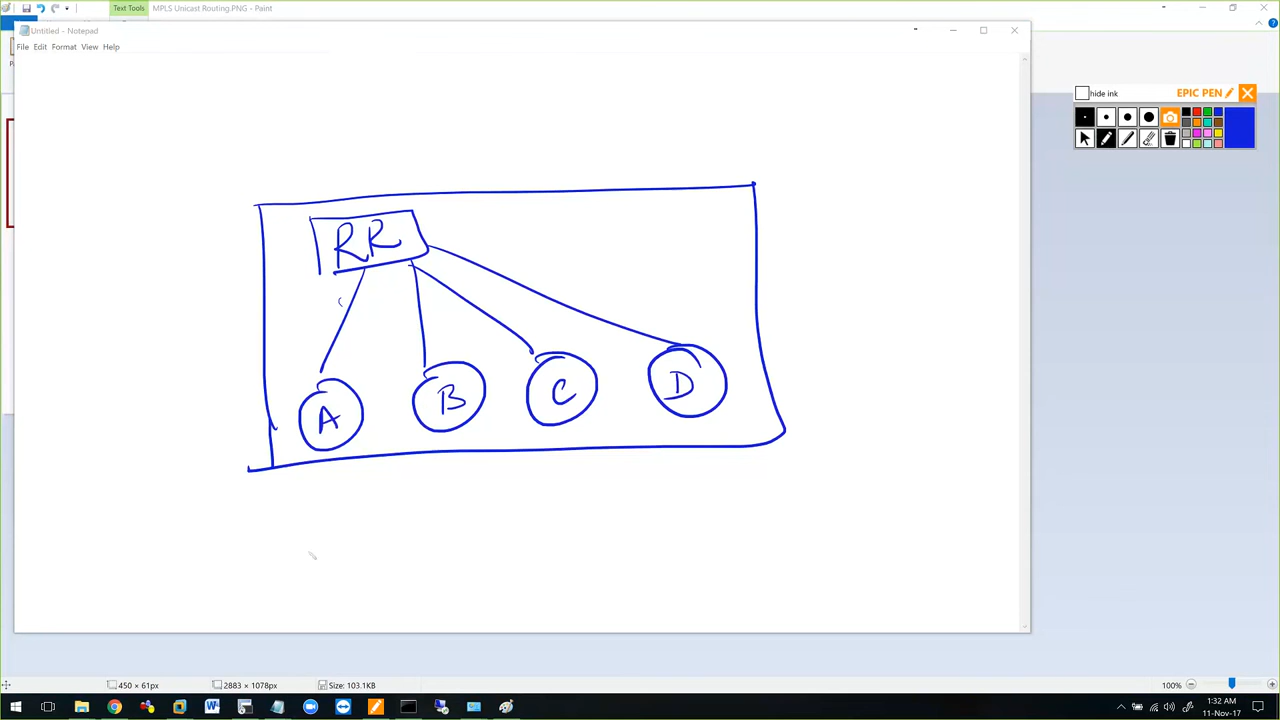 Text Tools MPLS Unicast Routing.PNG - Paint
Untitled - Notepad
File Edit Format View Help
hide ink EPIC PEN
RR
A B C D
450 × 61px 2883 × 1078px Size: 103.1KB 100%
1:32 AM
11-Nov-17